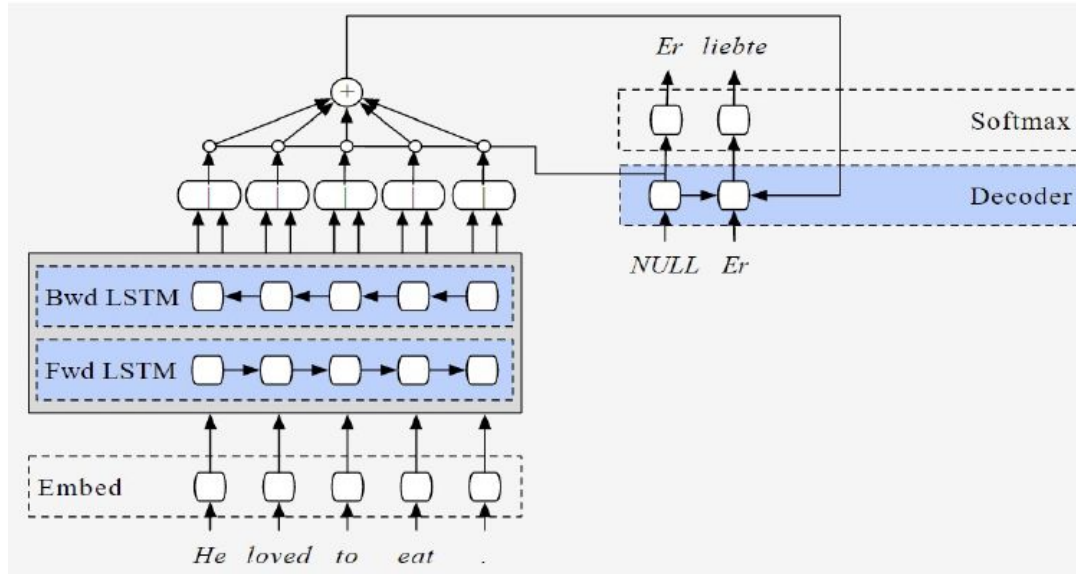 Er liebte
Softmax
Decoder
NULL Er
+
Bwd LSTM
Fwd LSTM
Embed
He loved to eat .